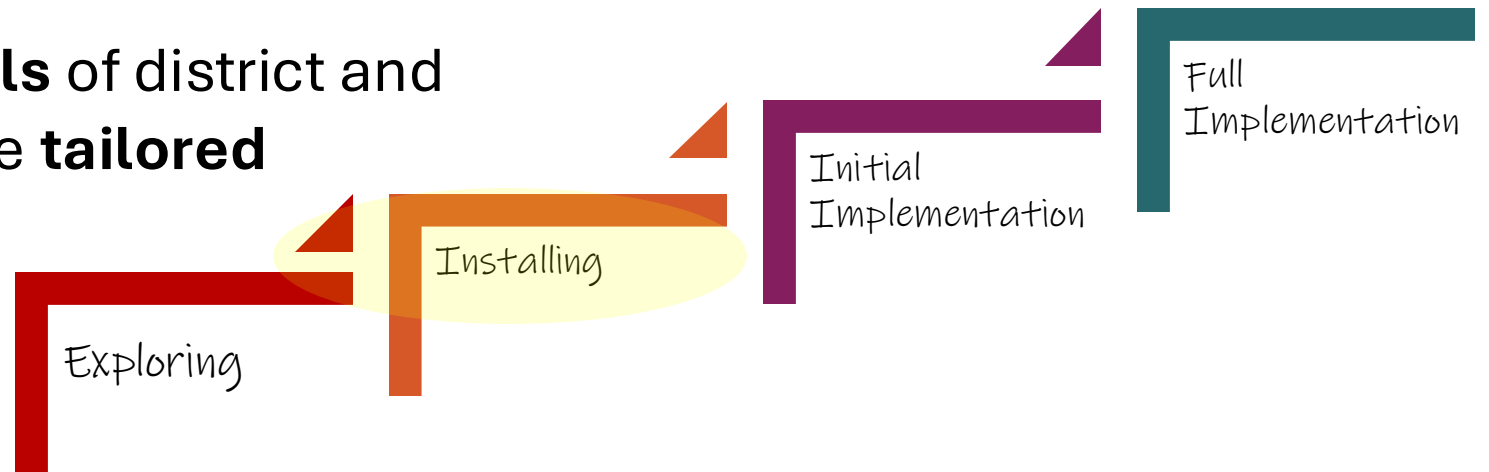 ls of district and
e tailored
Exploring
Installing
Initial
Implementation
Full
Implementation